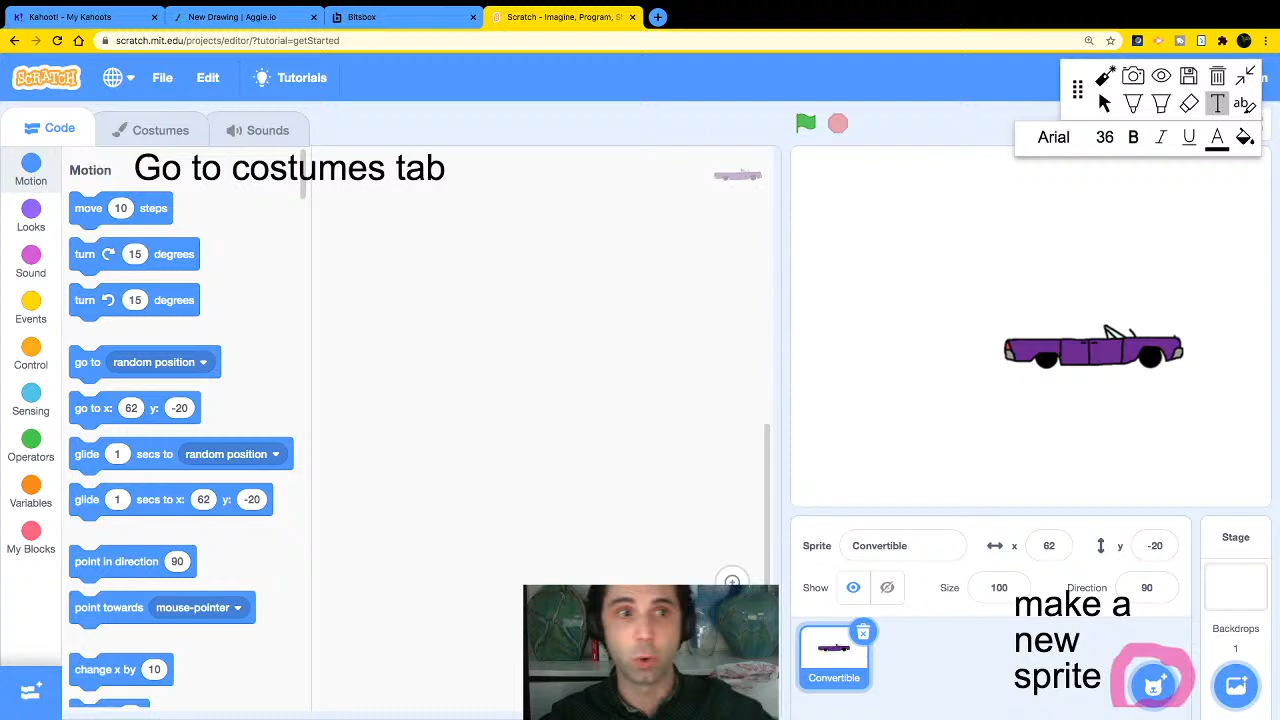 Kahoot! - My Kahoots
New Drawing | Aggie.io
Bitsbox
Scratch - Imagine, Program, S
scratch.mit.edu/projects/editor/?tutorial=getStarted
SCRATCH
File
Edit
Tutorials
Arial
36
B
I
U
A
T
ab
Code
Costumes
Sounds
Go to costumes tab
Motion
Looks
Sound
Events
Control
Sensing
Operators
Variables
My Blocks
Motion
move 10 steps
turn 15 degrees
turn 15 degrees
go to random position
go to x: 62 y: -20
glide 1 secs to random position
glide 1 secs to x: 62 y: -20
point in direction 90
point towards mouse-pointer
change x by 10
Sprite Convertible x 62 y -20
Show Size 100 Direction 90
make a
new
sprite
Convertible
Stage
Backdrops
1